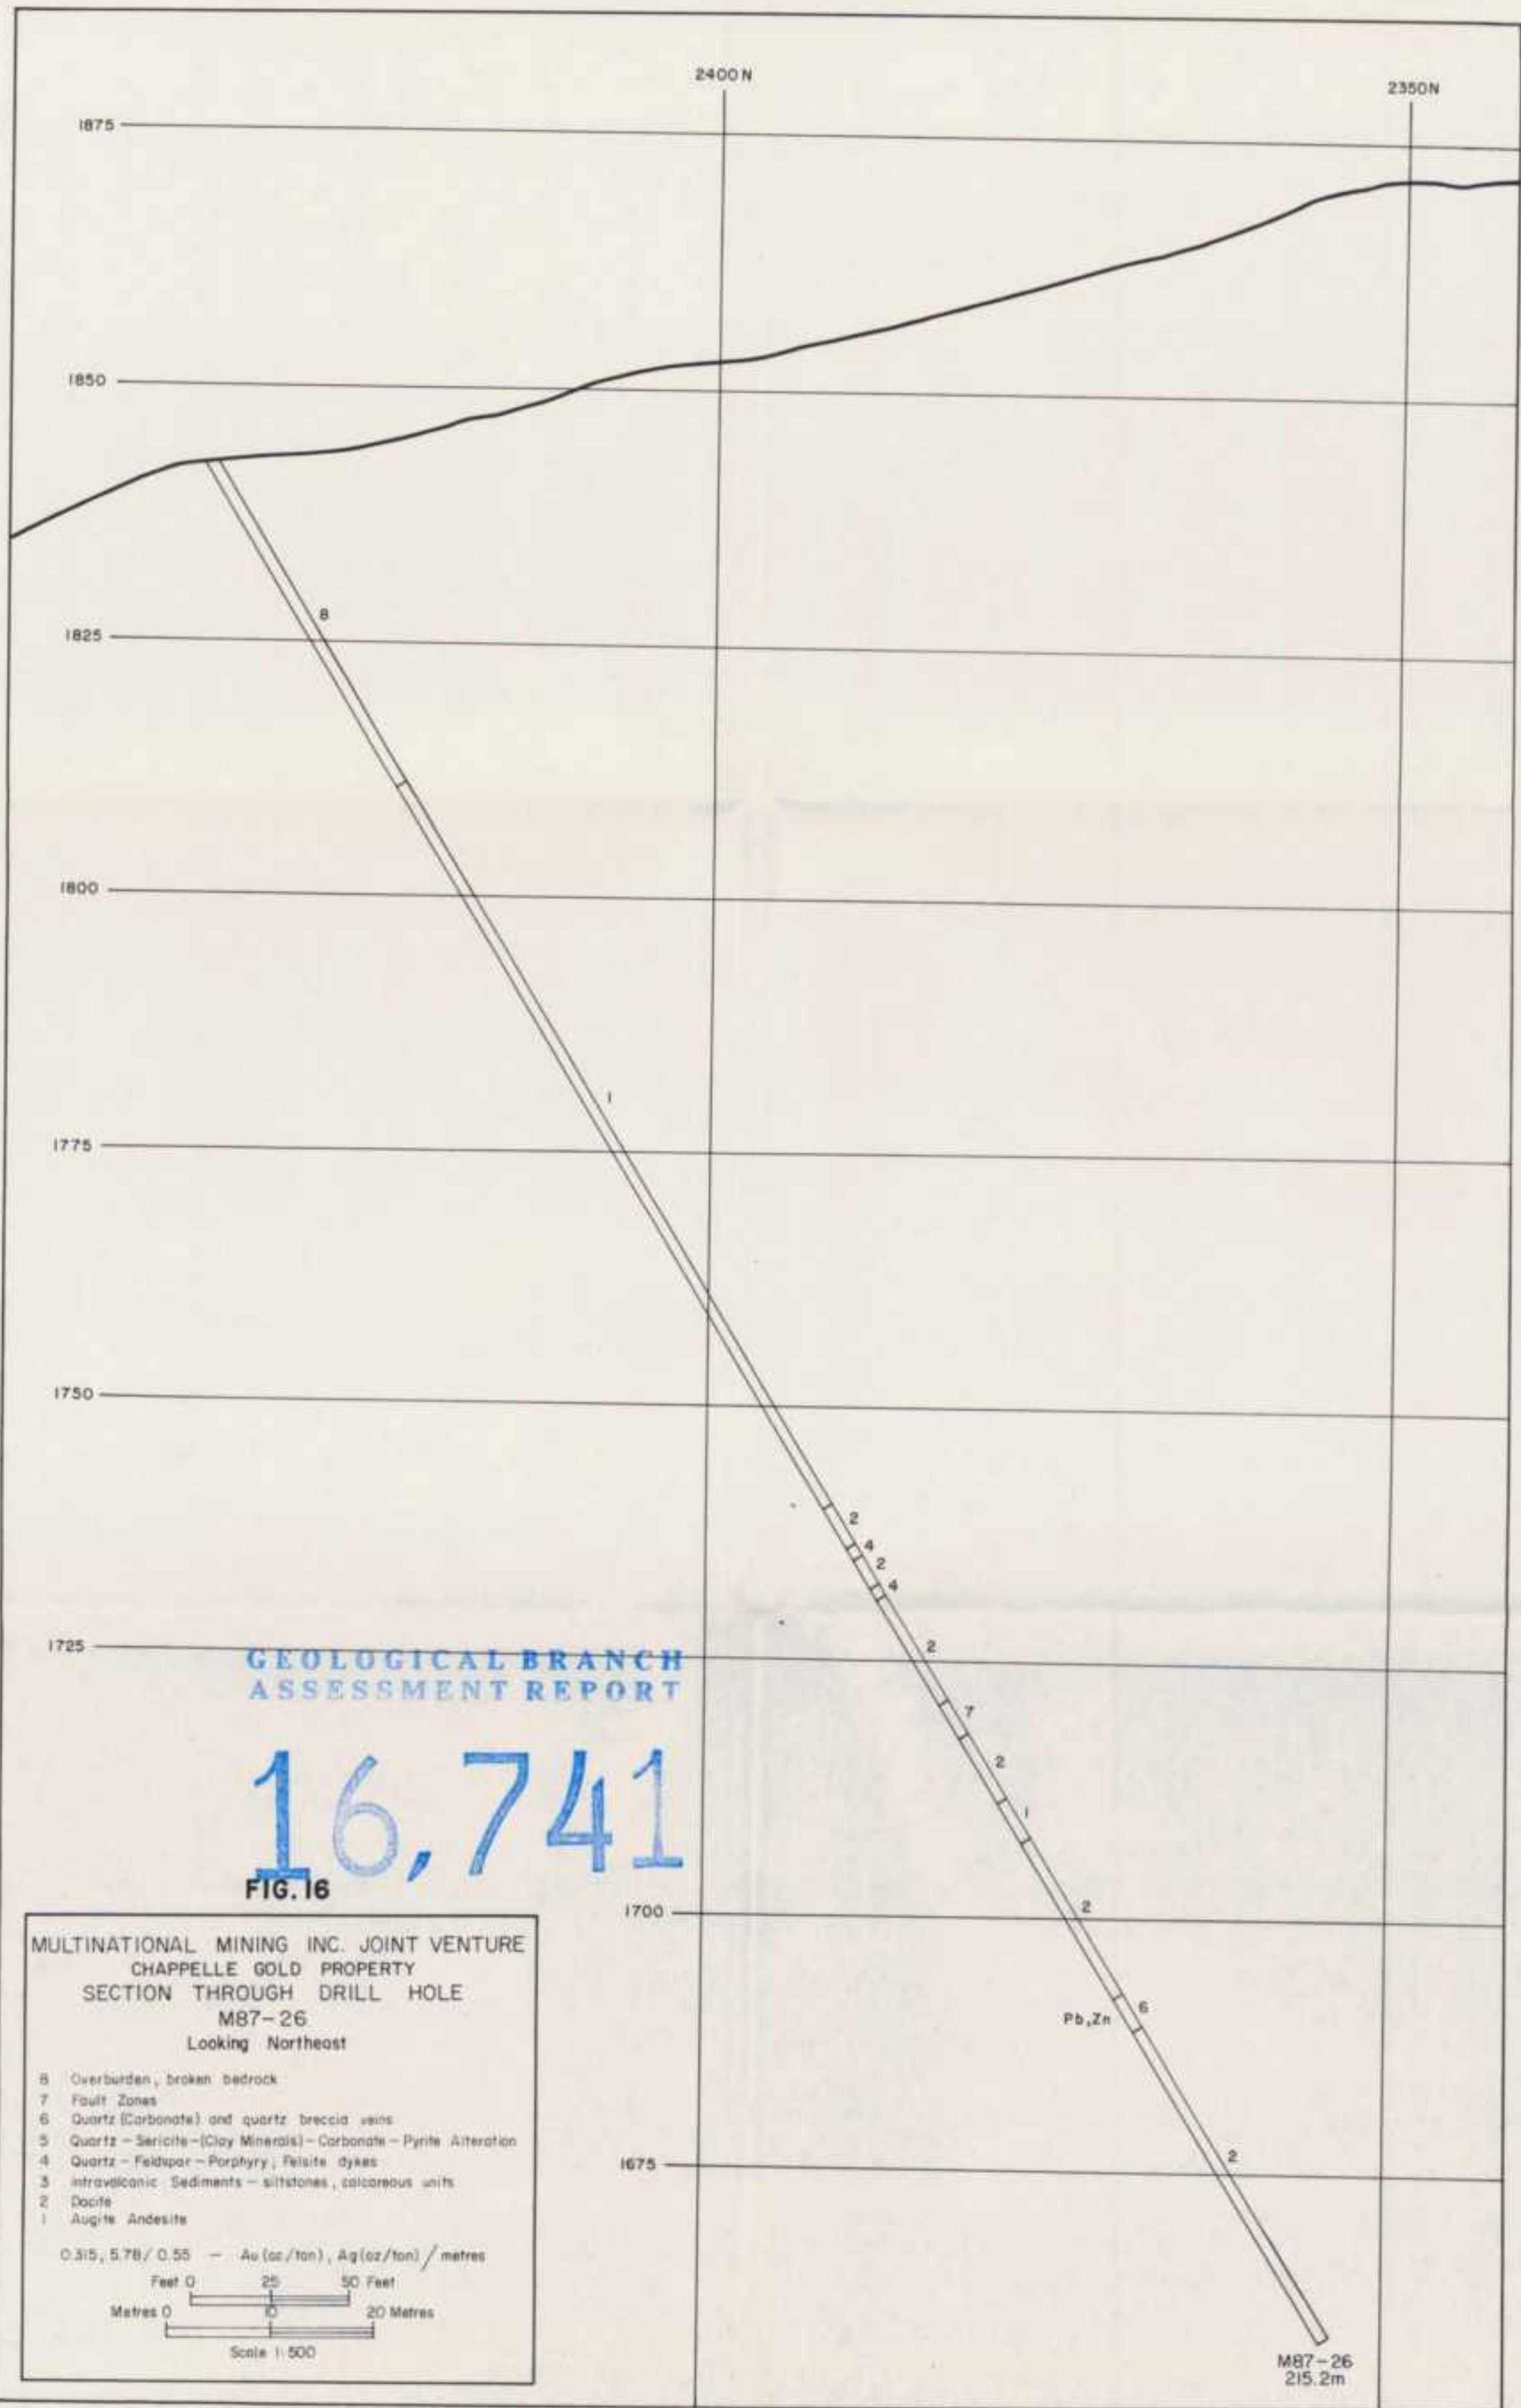 2400N
2350N
1875
1850
8
1825
1800
1
1775
1750
2
4
2
4
1725
2
GEOLOGICAL BRANCH
ASSESSMENT REPORT
7
2
16,741
1
FIG. 16
1700
2
6
Pb,Zn
2
1675
M87-26
215.2m
MULTINATIONAL MINING INC. JOINT VENTURE
CHAPPELLE GOLD PROPERTY
SECTION THROUGH DRILL HOLE
M87-26
Looking Northeast
8 Overburden, broken bedrock
7 Fault Zones
6 Quartz (Carbonate) and quartz breccia veins
5 Quartz - Sericite - (Clay Minerals) - Carbonate - Pyrite Alteration
4 Quartz - Feldspar - Porphyry, Felsite dykes
3 Intravolcanic Sediments - siltstones, calcareous units
2 Dacite
1 Augite Andesite
0.315, 5.78/0.55 - Au (oz/ton), Ag (oz/ton) / metres
Feet 0 25 50 Feet
Metres 0 10 20 Metres
Scale 1:500